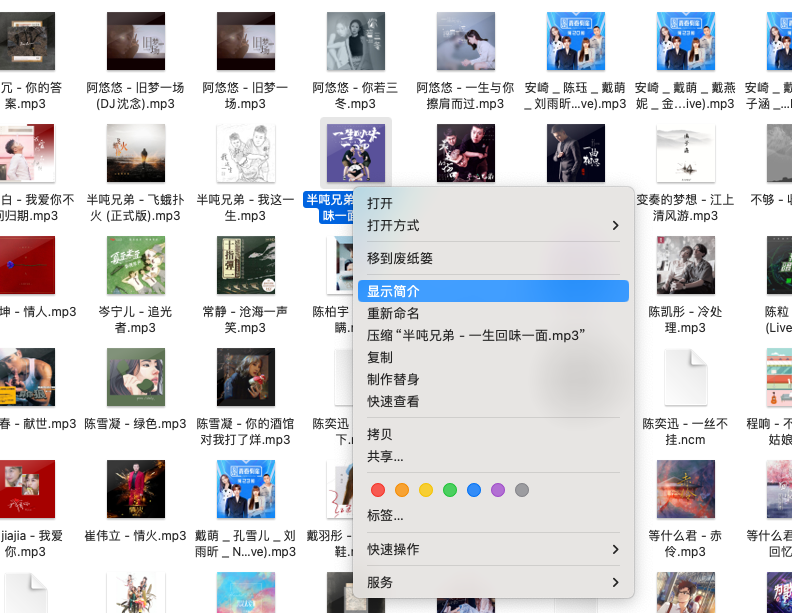 冗 - 你的答
案.mp3
阿悠悠 - 旧梦一场
(DJ沈念).mp3
阿悠悠 - 旧梦一
场.mp3
阿悠悠 - 你若三
冬.mp3
阿悠悠 - 一生与你
擦肩而过.mp3
安崎 _ 陈珏 _ 戴萌
_ 刘雨昕...ve).mp3
安崎 _ 戴萌 _ 戴燕
妮 _ 金...ive).mp3
安崎 _ 戴
子涵 _...
白 - 我爱你不
问归期.mp3
半吨兄弟 - 飞蛾扑
火 (正式版).mp3
半吨兄弟 - 我这一
生.mp3
半吨兄弟
味一面
变奏的梦想 - 江上
清风游.mp3
不够 -
坤 - 情人.mp3
岑宁儿 - 追光
者.mp3
常静 - 沧海一声
笑.mp3
陈柏宇
瞒.
陈凯彤 - 冷处
理.mp3
陈粒
(Live
春 - 献世.mp3
陈雪凝 - 绿色.mp3
陈雪凝 - 你的酒馆
对我打了烊.mp3
陈奕迅
下.
陈奕迅 - 一丝不
挂.ncm
程响 - 不
姑娘
jiajia - 我爱
你.mp3
崔伟立 - 情火.mp3
戴萌 _ 孔雪儿 _ 刘
雨昕 _ N...ve).mp3
戴羽彤 -
鞋.
等什么君 - 赤
伶.mp3
等什么君
回忆
打开
打开方式
移到废纸篓
显示简介
重新命名
压缩“半吨兄弟 - 一生回味一面.mp3”
复制
制作替身
快速查看
拷贝
共享...
标签...
快速操作
服务